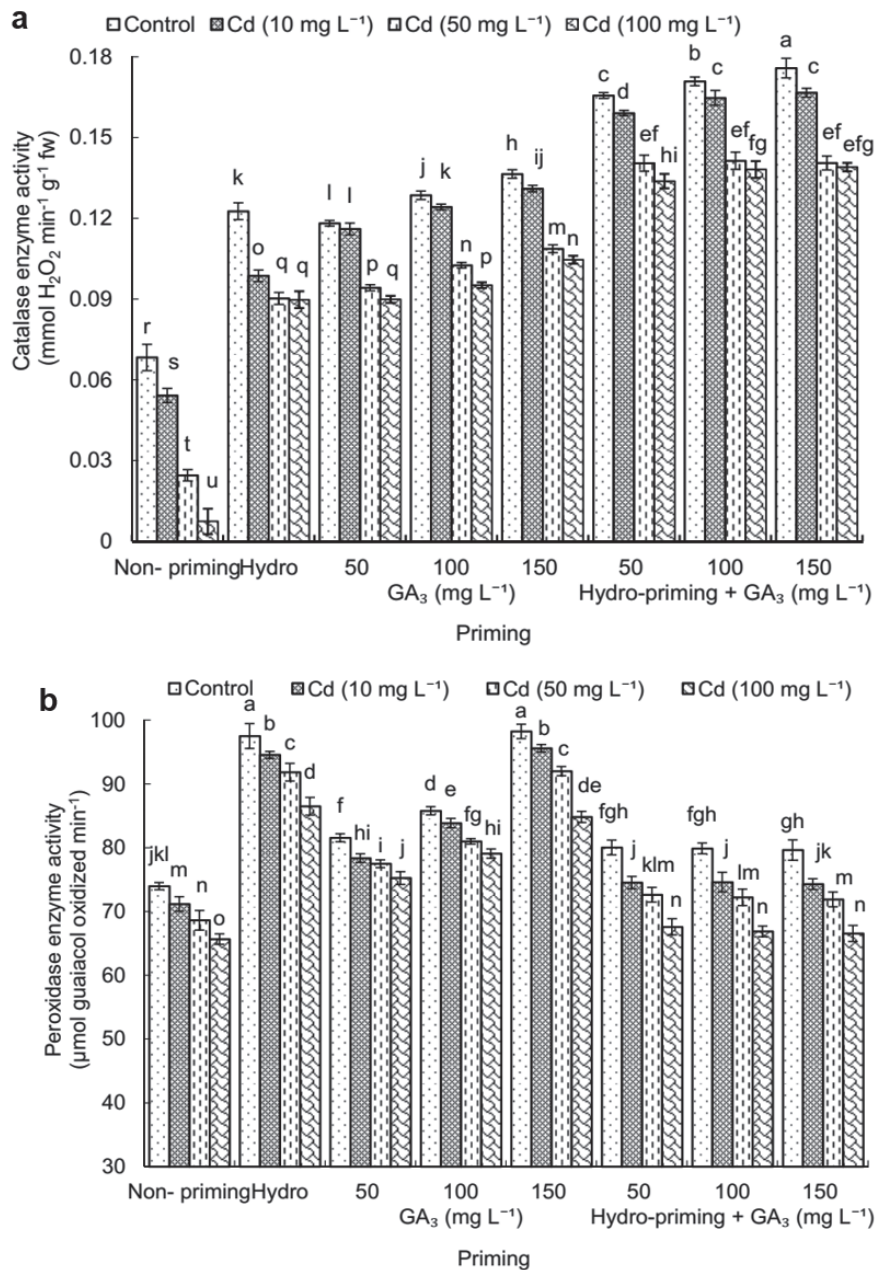 a
Control Cd (10 mg L⁻¹) Cd (50 mg L⁻¹) Cd (100 mg L⁻¹)
Catalase enzyme activity
(mmol H₂O₂ min⁻¹ g⁻¹ fw)
0.18
0.15
0.12
0.09
0.06
0.03
0
r s t u k o q q l l p q j k n p h ij m n c d ef hi b c ef fg a c ef efg
Non- priming Hydro 50 100 150 50 100 150
GA₃ (mg L⁻¹) Hydro-priming + GA₃ (mg L⁻¹)
Priming
b
Control Cd (10 mg L⁻¹) Cd (50 mg L⁻¹) Cd (100 mg L⁻¹)
Peroxidase enzyme activity
(µmol guaiacol oxidized min⁻¹)
100
90
80
70
60
50
40
30
jkl m n o a b c d f hi i j d e fg hi a b c de fgh j klm n fgh j lm n gh jk m n
Non- priming Hydro 50 100 150 50 100 150
GA₃ (mg L⁻¹) Hydro-priming + GA₃ (mg L⁻¹)
Priming